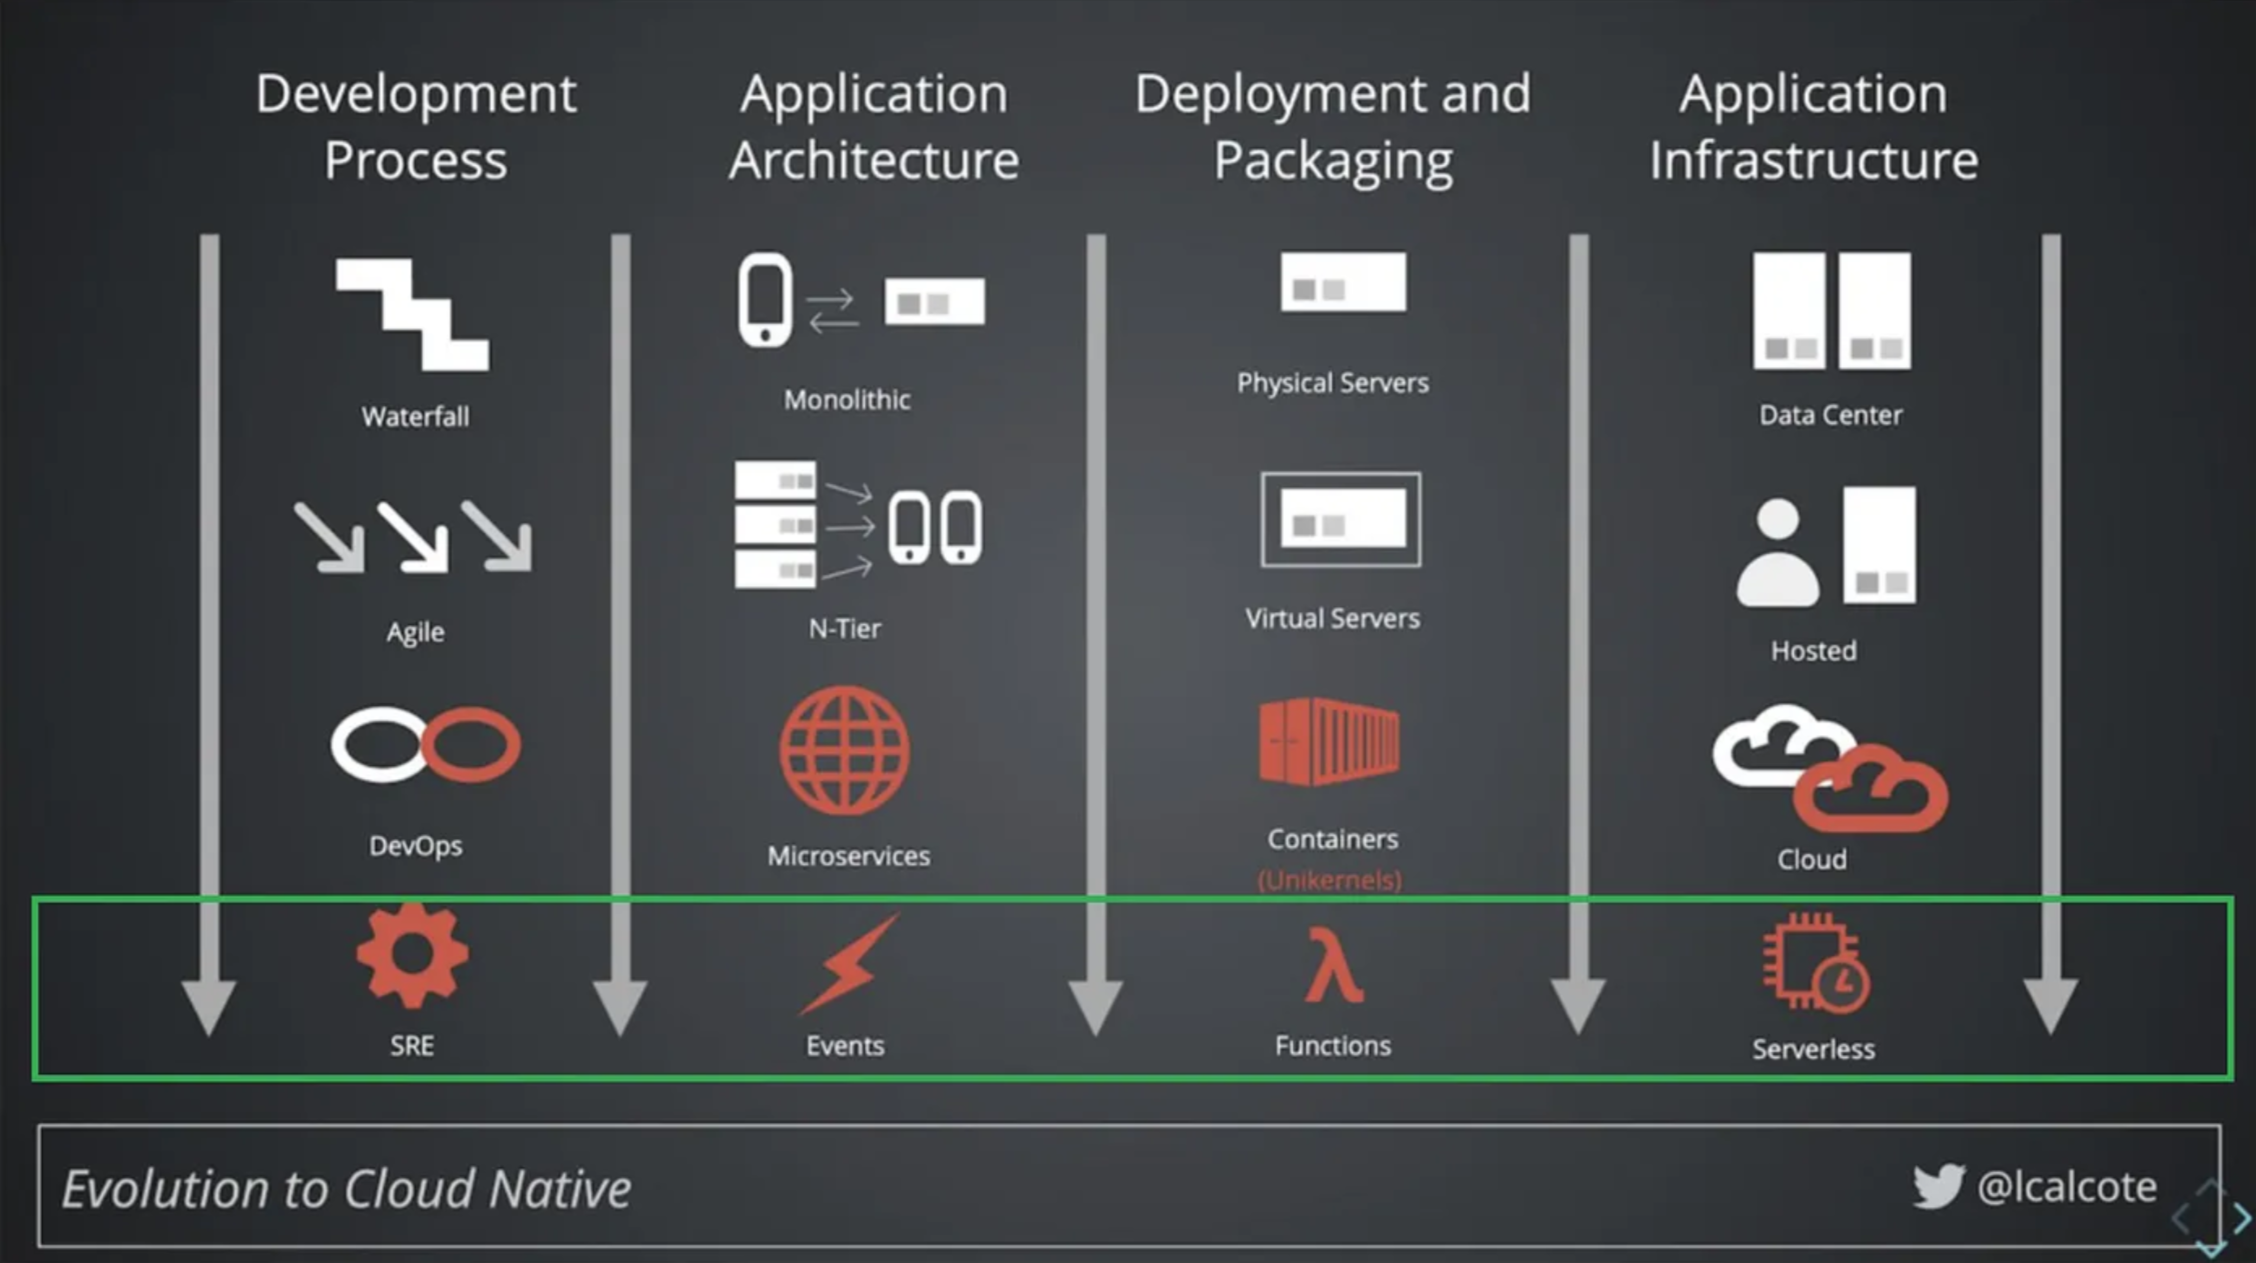 Development
Process
Application
Architecture
Deployment and
Packaging
Application
Infrastructure
Waterfall
Monolithic
Physical Servers
Data Center
Agile
N-Tier
Virtual Servers
Hosted
DevOps
Microservices
Containers
(Unikernels)
Cloud
SRE
Events
λ
Functions
Serverless
Evolution to Cloud Native
@lcalcote